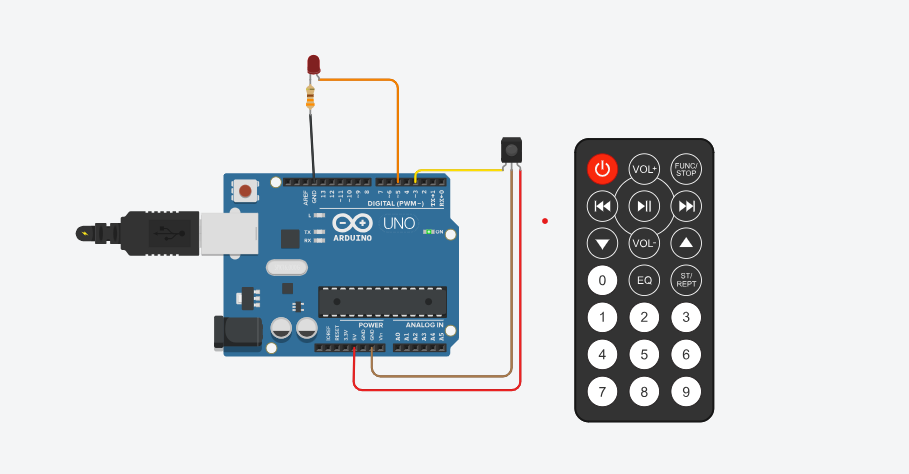 AREF
GND
13
12
~11
~10
~9
8
7
~6
~5
4
~3
2
TX→1
RX←0
DIGITAL (PWM~)
L
TX
RX
UNO
ARDUINO
ON
POWER
ANALOG IN
IOREF
RESET
3.3V
5V
GND
GND
Vin
A0
A1
A2
A3
A4
A5
VOL+
FUNC/
STOP
VOL-
0
EQ
ST/
REPT
1 2 3
4 5 6
7 8 9